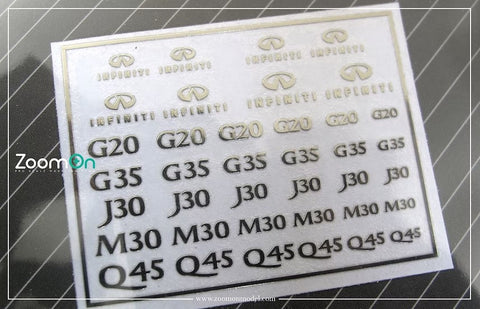 INFINITI INFINITI INFINITI INFINITI
INFINITI INFINITI INFINITI INFINITI
G20 G20 G20 G20 G20 G20
G35 G35 G35 G35 G35 G35
J30 J30 J30 J30 J30 J30
M30 M30 M30 M30 M30 M30
Q45 Q45 Q45 Q45 Q45 Q45
ZoomOn
www.zoomonmodel.com